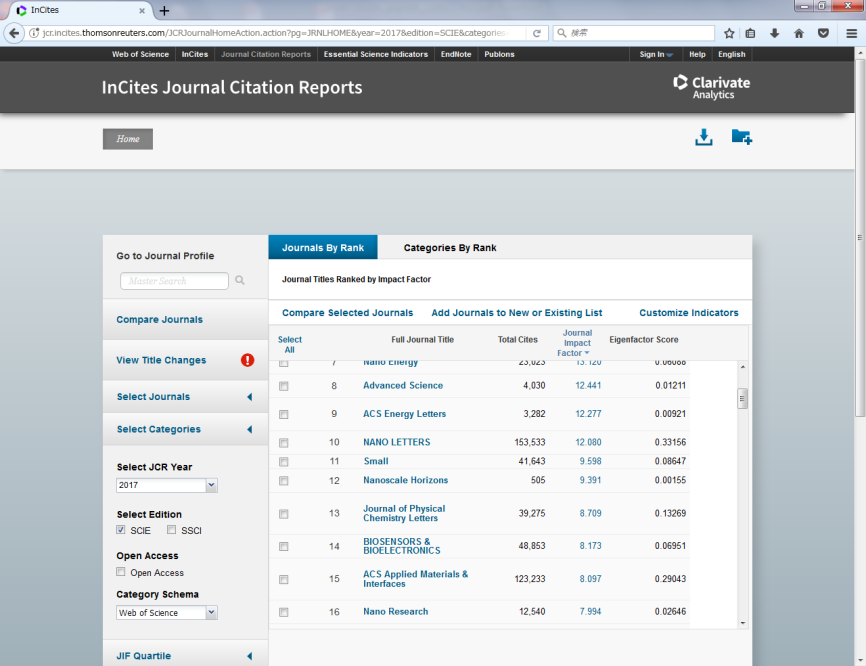 InCites
jcr.incites.thomsonreuters.com/JCRJournalHomeAction.action?pg=JRNLHOME&year=2017&edition=SCIE&categories
検索
Web of Science InCites Journal Citation Reports Essential Science Indicators EndNote Publons Sign In Help English
InCites Journal Citation Reports
Clarivate
Analytics
Home
Go to Journal Profile
Master Search
Compare Journals
View Title Changes
Select Journals
Select Categories
Select JCR Year
2017
Select Edition
SCIE SSCI
Open Access
Open Access
Category Schema
Web of Science
JIF Quartile
Journals By Rank Categories By Rank
Journal Titles Ranked by Impact Factor
Compare Selected Journals Add Journals to New or Existing List Customize Indicators
Select
All
Full Journal Title
Total Cites
Journal
Impact
Factor
Eigenfactor Score
7 Nano Energy 23,023 13.120 0.06088
8 Advanced Science 4,030 12.441 0.01211
9 ACS Energy Letters 3,282 12.277 0.00921
10 NANO LETTERS 153,533 12.080 0.33156
11 Small 41,643 9.598 0.08647
12 Nanoscale Horizons 505 9.391 0.00155
13 Journal of Physical
Chemistry Letters 39,275 8.709 0.13269
14 BIOSENSORS &
BIOELECTRONICS 48,853 8.173 0.06951
15 ACS Applied Materials &
Interfaces 123,233 8.097 0.29043
16 Nano Research 12,540 7.994 0.02646